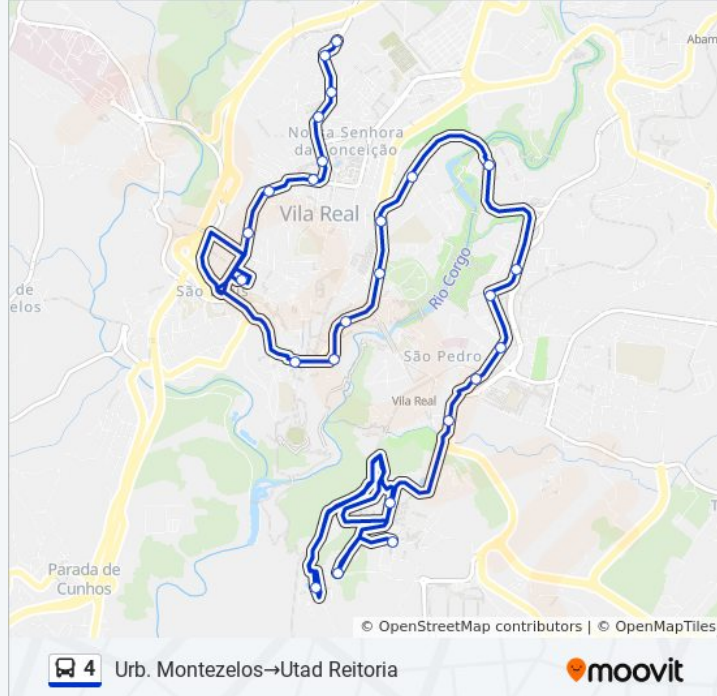 Abam
Nossa Senhora
da Conceição
Vila Real
de
elos
Rio Corgo
São Pedro
Vila Real
Parada de
Cunhos
T
© OpenStreetMap contributors | © OpenMapTiles
4 Urb. Montezelos→Utad Reitoria
moovit